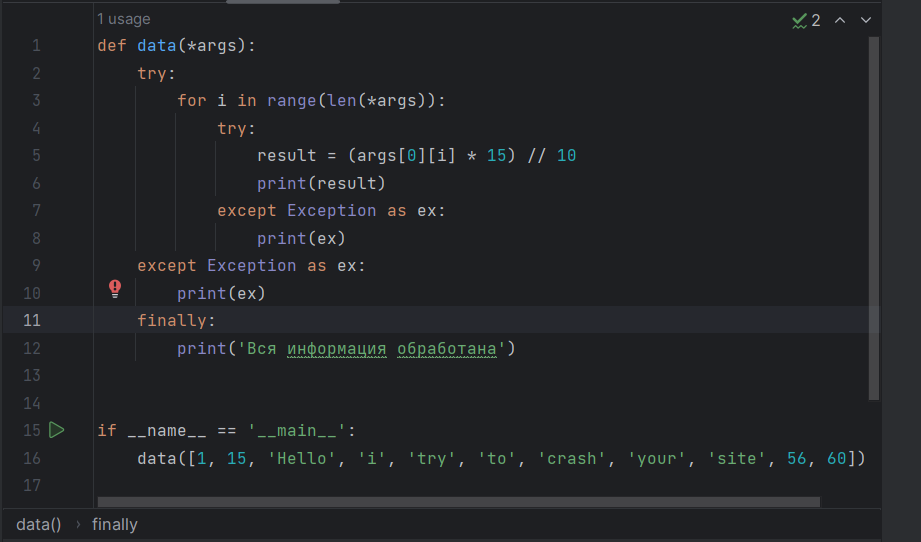 1 usage
2
1 def data(*args):
2     try:
3         for i in range(len(*args)):
4             try:
5                 result = (args[0][i] * 15) // 10
6                 print(result)
7             except Exception as ex:
8                 print(ex)
9     except Exception as ex:
10         print(ex)
11     finally:
12         print('Вся информация обработана')
13
14
15 if __name__ == '__main__':
16     data([1, 15, 'Hello', 'i', 'try', 'to', 'crash', 'your', 'site', 56, 60])
17
data() › finally